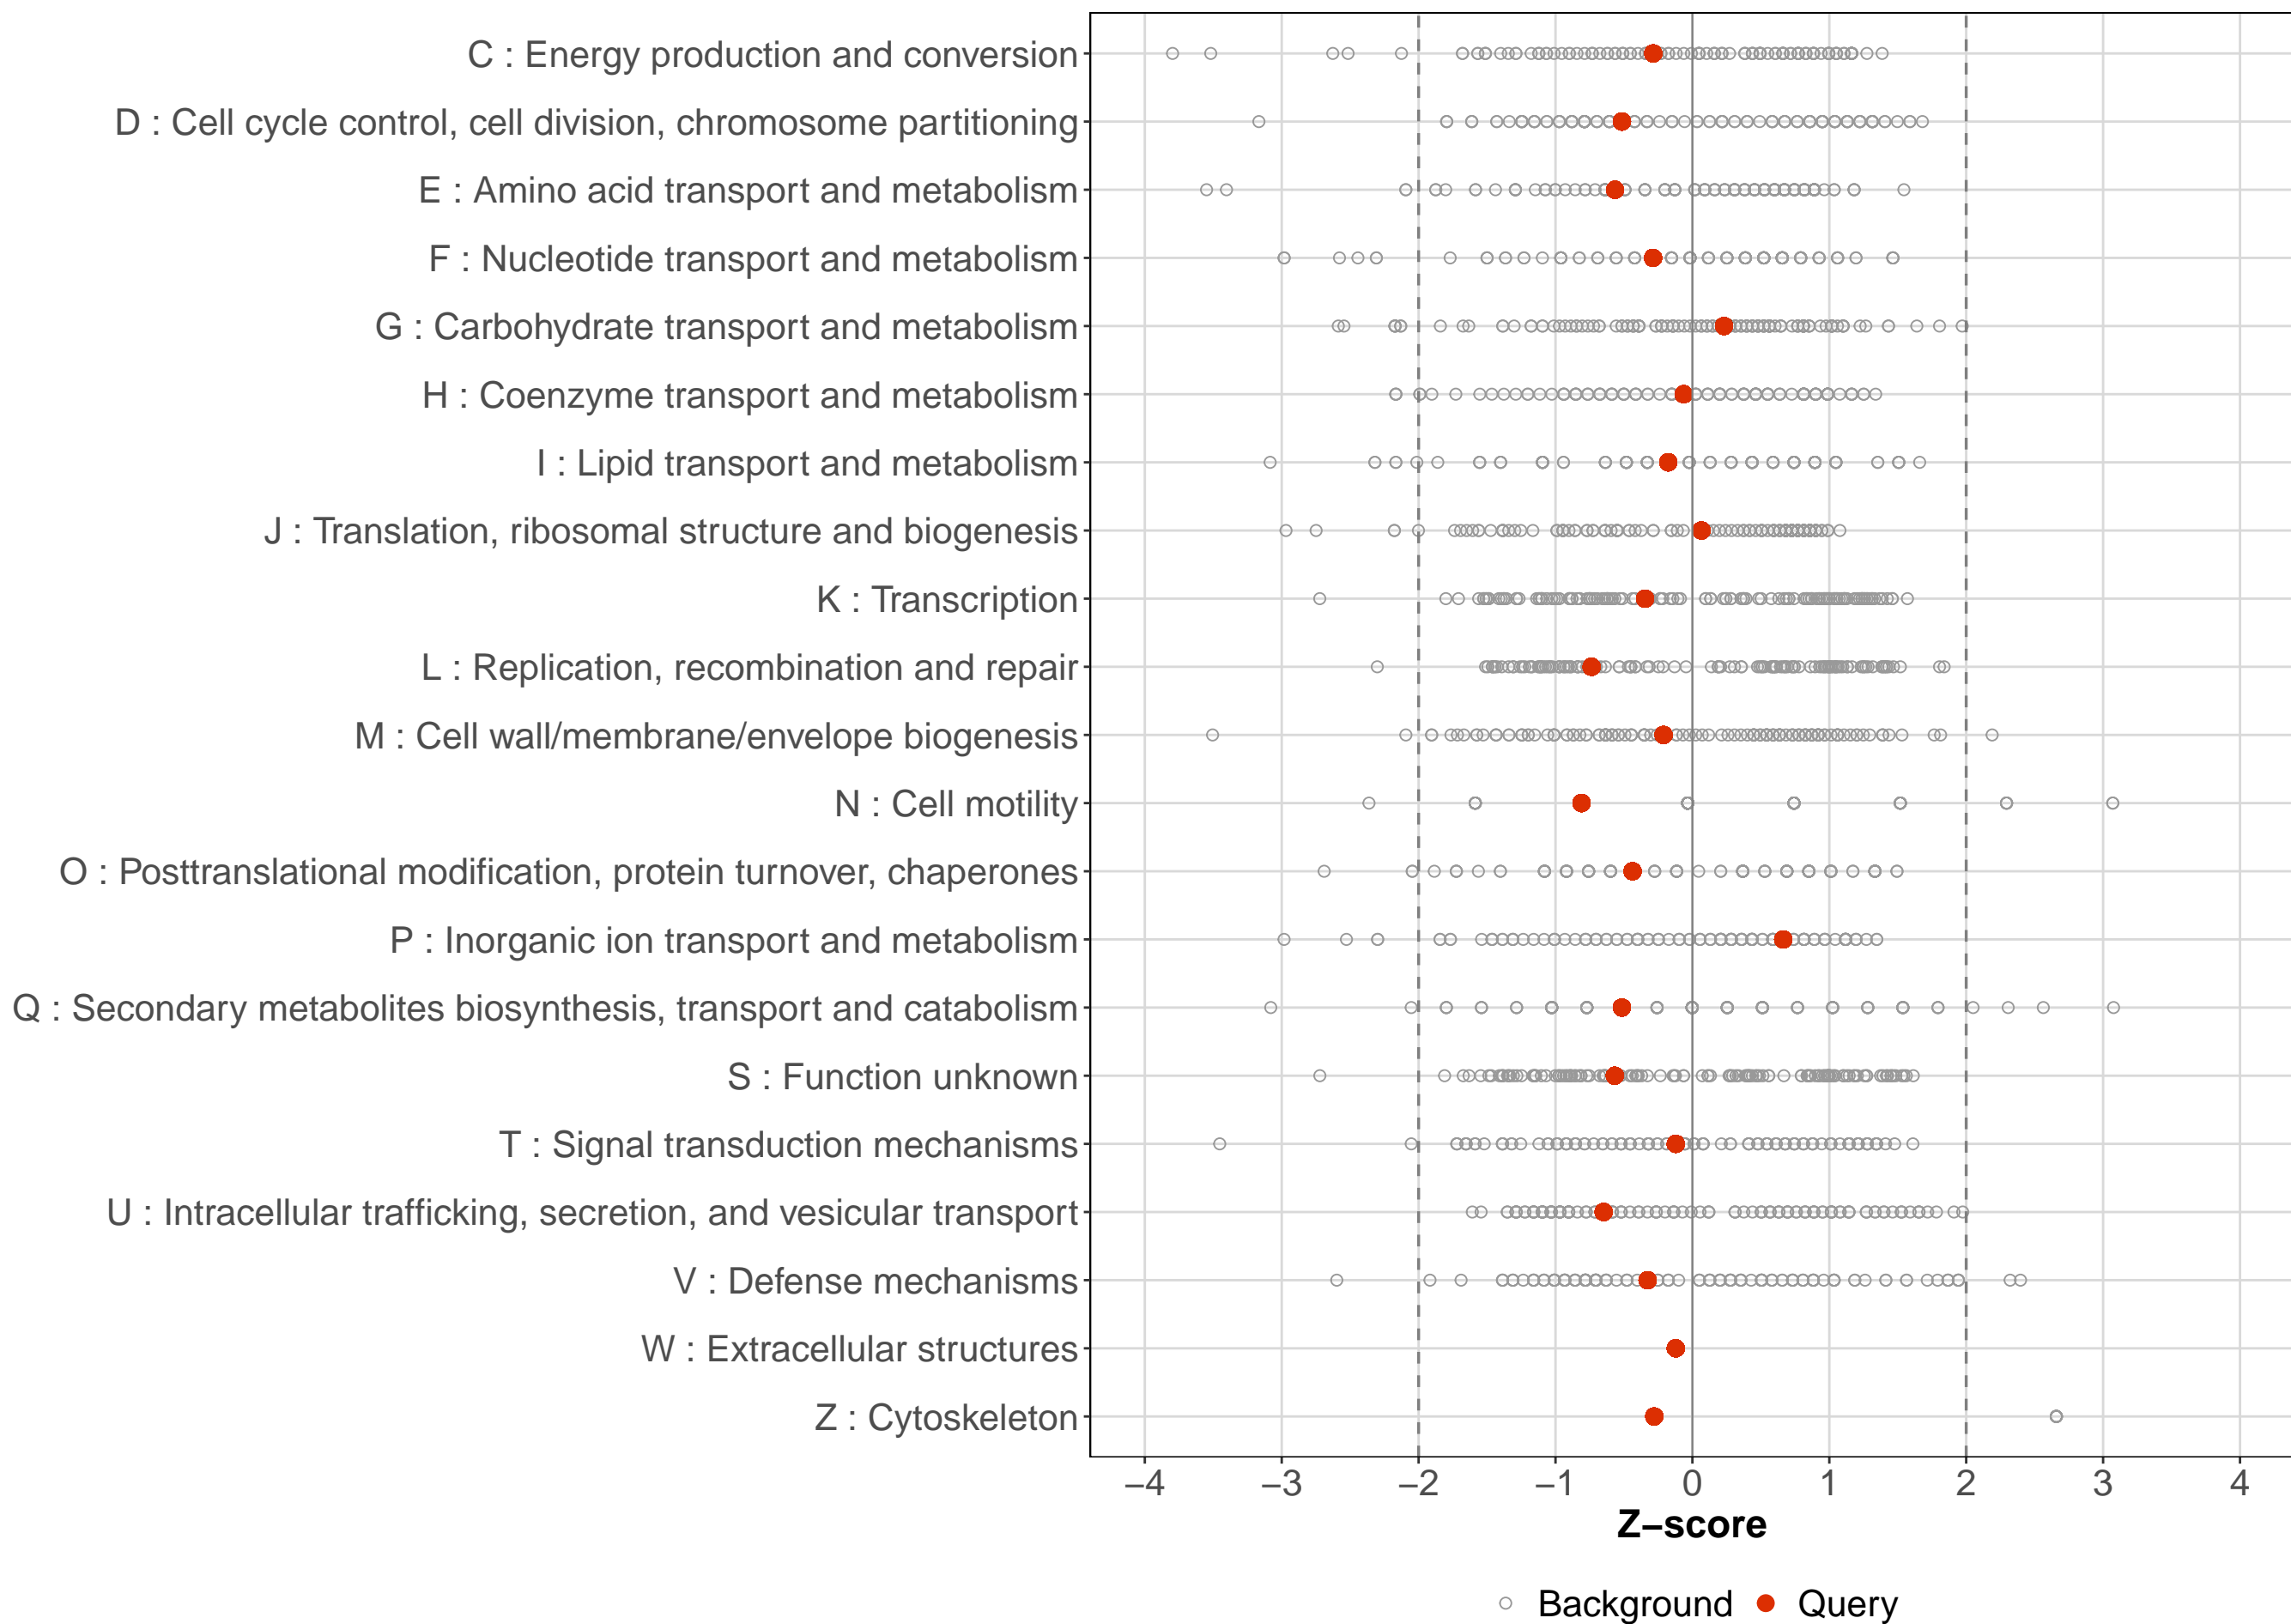 C : Energy production and conversion
D : Cell cycle control, cell division, chromosome partitioning
E : Amino acid transport and metabolism
F : Nucleotide transport and metabolism
G : Carbohydrate transport and metabolism
H : Coenzyme transport and metabolism
I : Lipid transport and metabolism
J : Translation, ribosomal structure and biogenesis
K : Transcription
L : Replication, recombination and repair
M : Cell wall/membrane/envelope biogenesis
N : Cell motility
O : Posttranslational modification, protein turnover, chaperones
P : Inorganic ion transport and metabolism
Q : Secondary metabolites biosynthesis, transport and catabolism
S : Function unknown
T : Signal transduction mechanisms
U : Intracellular trafficking, secretion, and vesicular transport
V : Defense mechanisms
W : Extracellular structures
Z : Cytoskeleton
−4 −3 −2 −1 0 1 2 3 4
Z−score
Background Query